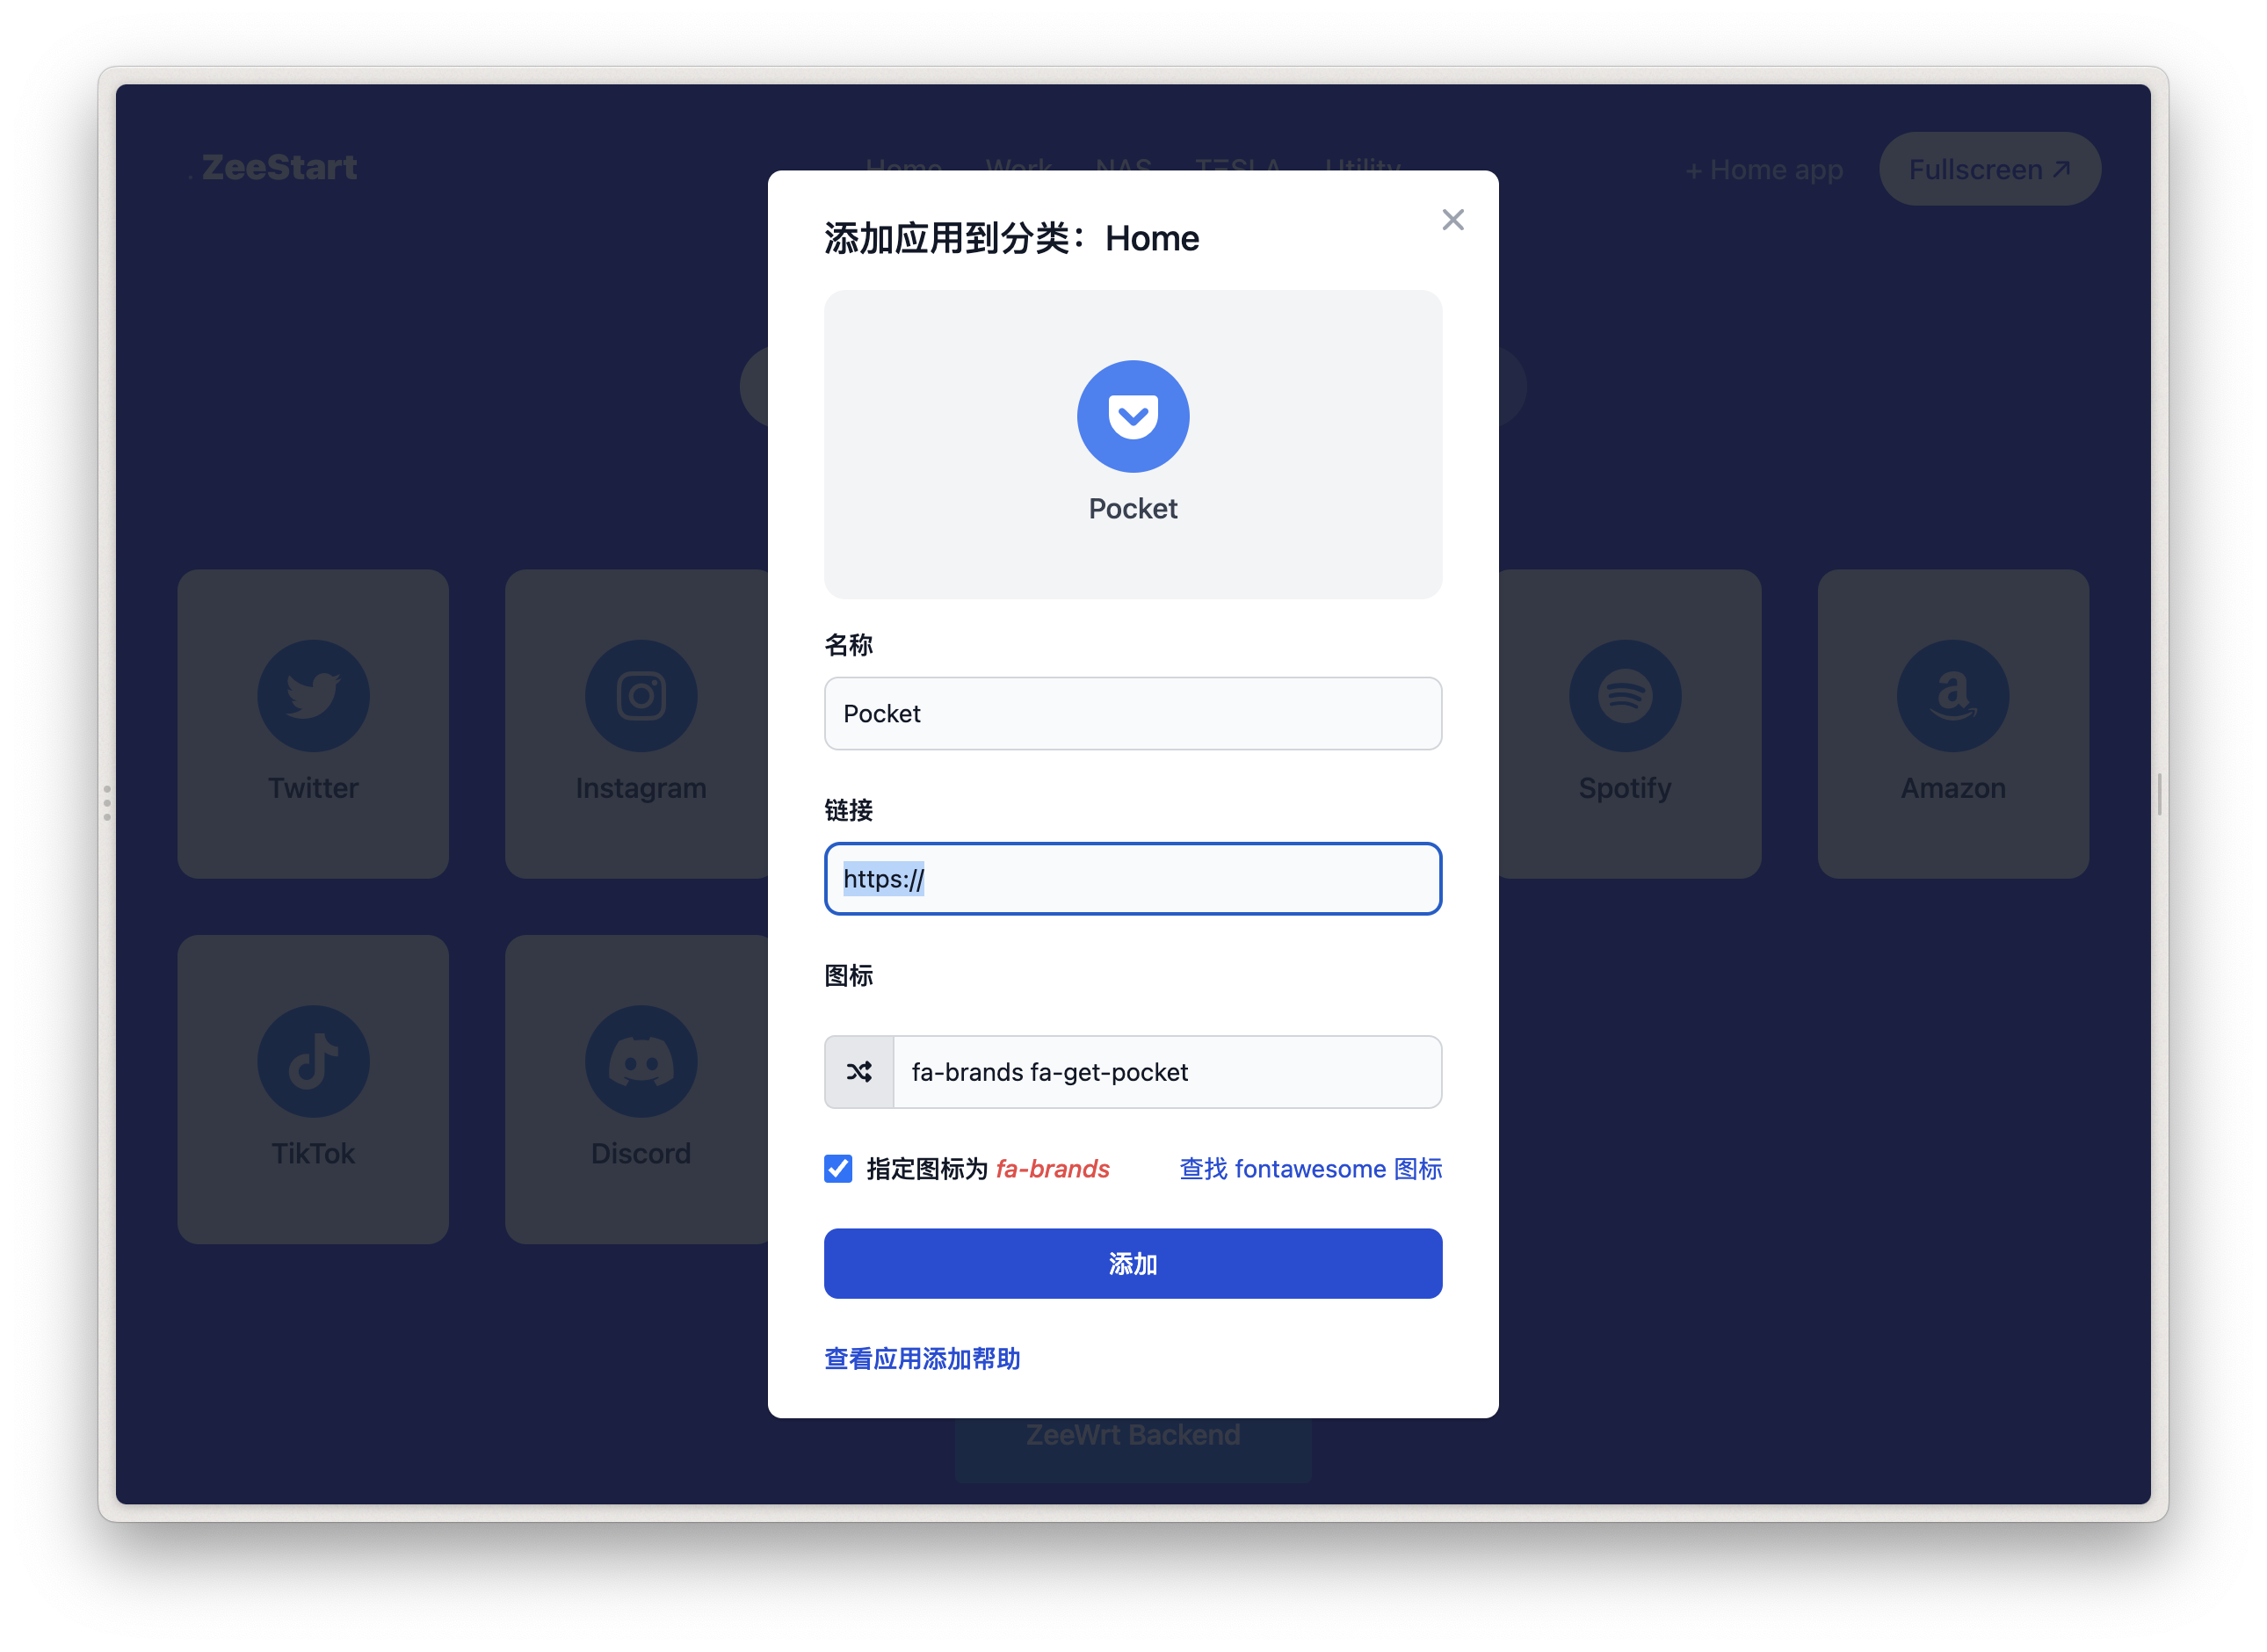 ZeeStart
Home Work NAS TESLA Utility
+ Home app
Fullscreen ↗
添加应用到分类：Home
Pocket
名称
Pocket
链接
https://
图标
fa-brands fa-get-pocket
指定图标为 fa-brands
查找 fontawesome 图标
添加
查看应用添加帮助
Twitter
Instagram
Spotify
Amazon
TikTok
Discord
ZeeWrt Backend